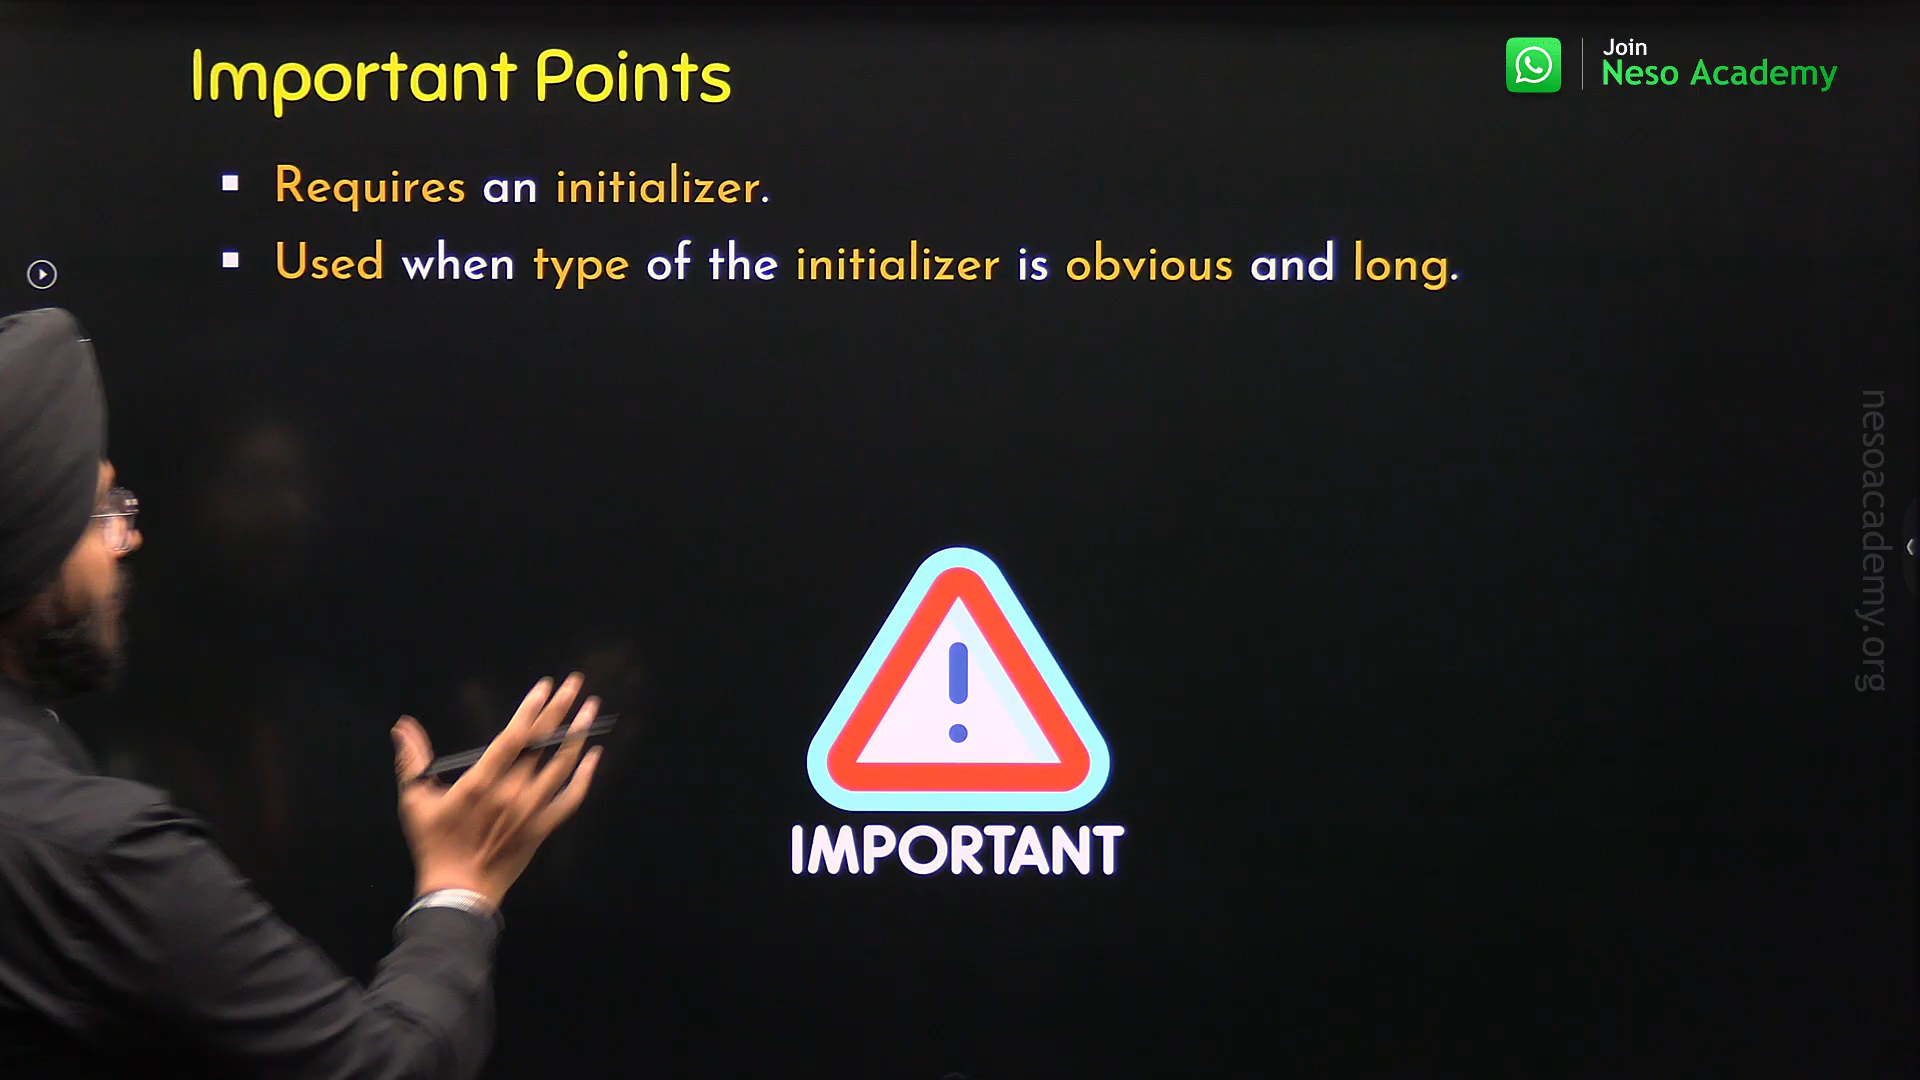 Important Points
Join
Neso Academy
▪ Requires an initializer.
▪ Used when type of the initializer is obvious and long.
nesoacademy.org
IMPORTANT